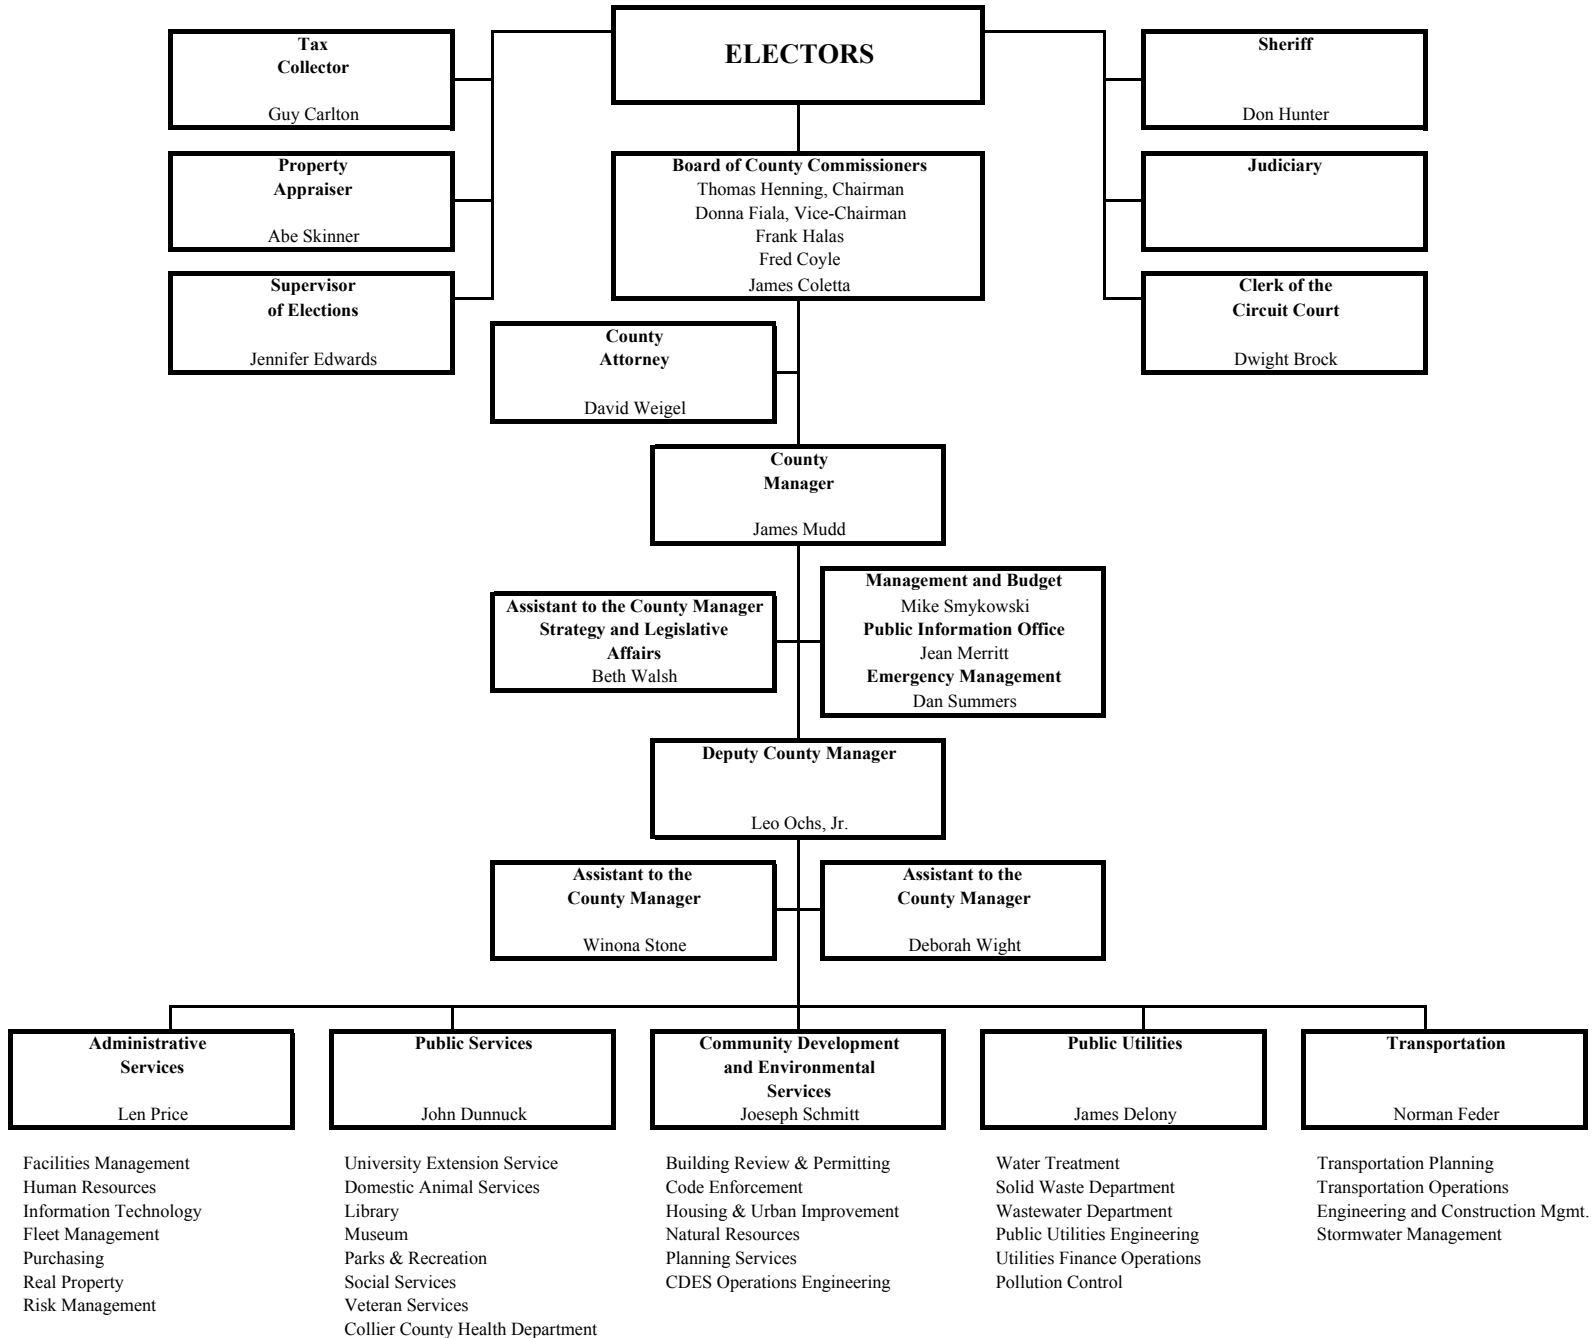 ELECTORS
Tax
Collector
Guy Carlton
Property
Appraiser
Abe Skinner
Supervisor
of Elections
Jennifer Edwards
Sheriff
Don Hunter
Judiciary
Clerk of the
Circuit Court
Dwight Brock
Board of County Commissioners
Thomas Henning, Chairman
Donna Fiala, Vice-Chairman
Frank Halas
Fred Coyle
James Coletta
County
Attorney
David Weigel
County
Manager
James Mudd
Assistant to the County Manager
Strategy and Legislative
Affairs
Beth Walsh
Management and Budget
Mike Smykowski
Public Information Office
Jean Merritt
Emergency Management
Dan Summers
Deputy County Manager
Leo Ochs, Jr.
Assistant to the
County Manager
Winona Stone
Assistant to the
County Manager
Deborah Wight
Administrative
Services
Len Price
Facilities Management
Human Resources
Information Technology
Fleet Management
Purchasing
Real Property
Risk Management
Public Services
John Dunnuck
University Extension Service
Domestic Animal Services
Library
Museum
Parks & Recreation
Social Services
Veteran Services
Collier County Health Department
Community Development
and Environmental
Services
Joeseph Schmitt
Building Review & Permitting
Code Enforcement
Housing & Urban Improvement
Natural Resources
Planning Services
CDES Operations Engineering
Public Utilities
James Delony
Water Treatment
Solid Waste Department
Wastewater Department
Public Utilities Engineering
Utilities Finance Operations
Pollution Control
Transportation
Norman Feder
Transportation Planning
Transportation Operations
Engineering and Construction Mgmt.
Stormwater Management